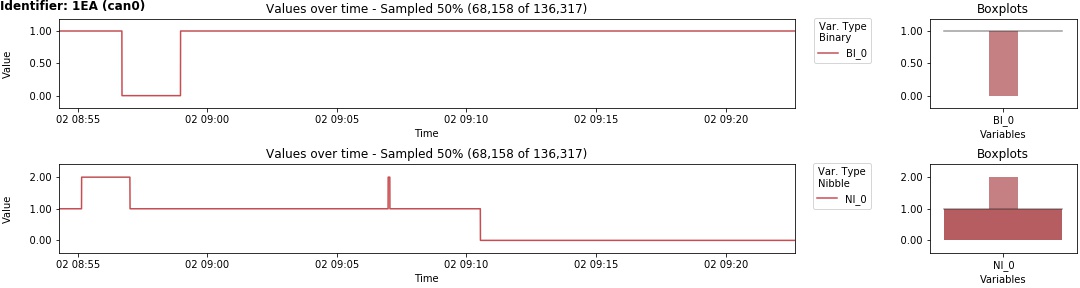 Identifier: 1EA (can0)
Values over time - Sampled 50% (68,158 of 136,317)
Boxplots
1.00
0.50
0.00
Value
02 08:55
02 09:00
02 09:05
02 09:10
02 09:15
02 09:20
Time
Var. Type
Binary
BI_0
1.00
0.50
0.00
BI_0
Variables
Values over time - Sampled 50% (68,158 of 136,317)
Boxplots
2.00
1.00
0.00
Value
02 08:55
02 09:00
02 09:05
02 09:10
02 09:15
02 09:20
Time
Var. Type
Nibble
NI_0
2.00
1.00
0.00
NI_0
Variables